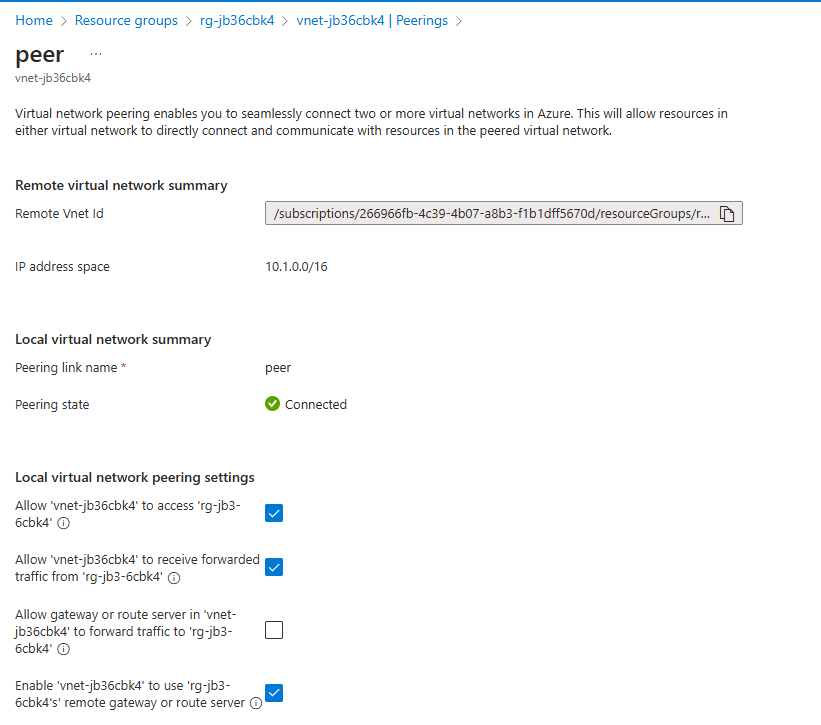 Home > Resource groups > rg-jb36cbk4 > vnet-jb36cbk4 | Peerings >
peer ...
vnet-jb36cbk4
Virtual network peering enables you to seamlessly connect two or more virtual networks in Azure. This will allow resources in
either virtual network to directly connect and communicate with resources in the peered virtual network.
Remote virtual network summary
Remote Vnet Id /subscriptions/266966fb-4c39-4b07-a8b3-f1b1dff5670d/resourceGroups/r...
IP address space 10.1.0.0/16
Local virtual network summary
Peering link name * peer
Peering state Connected
Local virtual network peering settings
Allow 'vnet-jb36cbk4' to access 'rg-jb3-
6cbk4'
Allow 'vnet-jb36cbk4' to receive forwarded
traffic from 'rg-jb3-6cbk4'
Allow gateway or route server in 'vnet-
jb36cbk4' to forward traffic to 'rg-jb3-
6cbk4'
Enable 'vnet-jb36cbk4' to use 'rg-jb3-
6cbk4's' remote gateway or route server